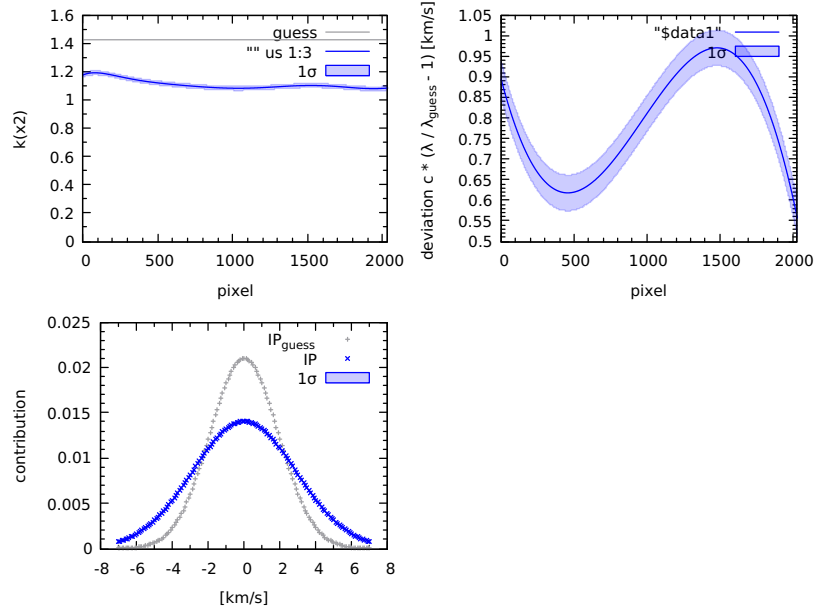 k(x2)
1.6
1.4
1.2
1
0.8
0.6
0.4
0.2
0
guess
"" us 1:3
1σ
0 500 1000 1500 2000
pixel
deviation c * (λ / λguess - 1) [km/s]
1.05
1
0.95
0.9
0.85
0.8
0.75
0.7
0.65
0.6
0.55
0.5
"$data1"
1σ
0 500 1000 1500 2000
pixel
contribution
0.025
0.02
0.015
0.01
0.005
0
IPguess
IP
1σ
-8 -6 -4 -2 0 2 4 6 8
[km/s]